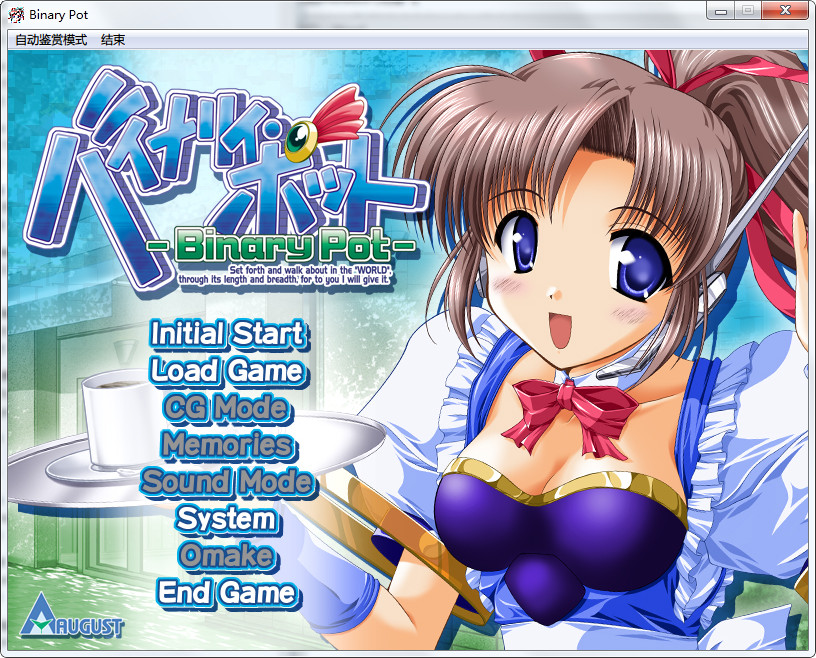 Binary Pot
自动鉴赏模式 结束
バイナリィ・ポット
- Binary Pot -
Set forth and walk about in the "WORLD",
through its length and breadth, for to you I will give it.
Initial Start
Load Game
CG Mode
Memories
Sound Mode
System
Omake
End Game
AUGUST